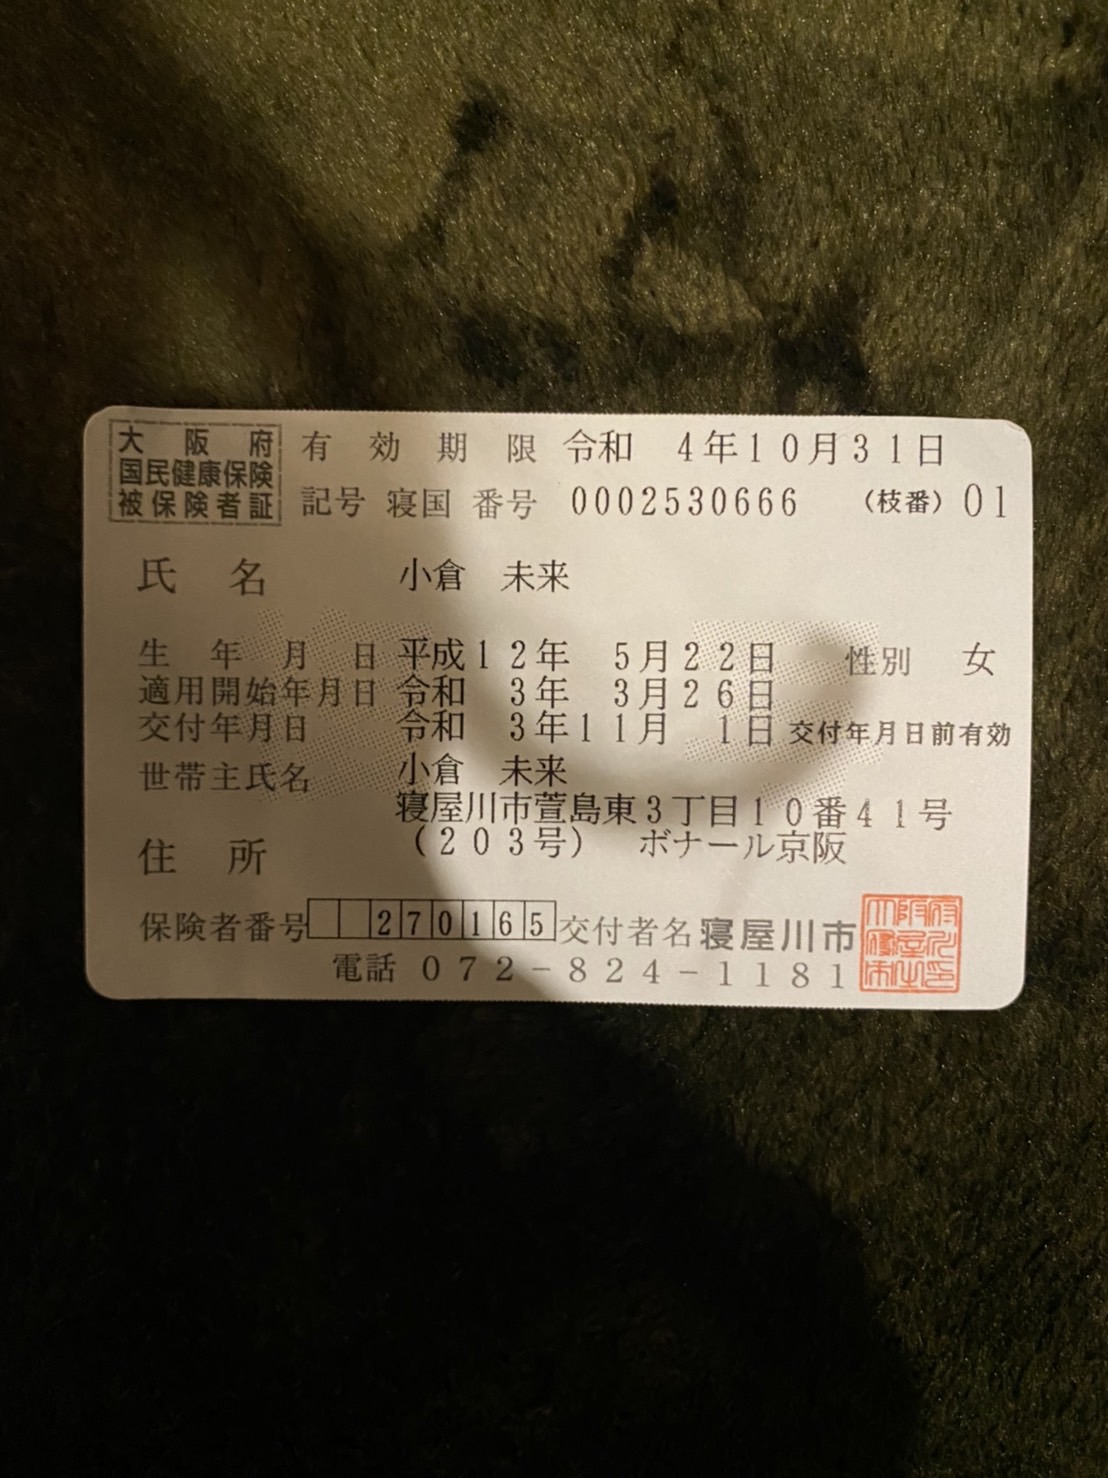 大阪府
国民健康保険
被保険者証
有効期限 令和 4年10月31日
記号 寝国 番号 0002530666 (枝番) 01
氏名 小倉 未来
生年月日 平成12年 5月22日 性別 女
適用開始年月日 令和 3年 3月26日
交付年月日 令和 3年11月 1日 交付年月日前有効
世帯主氏名 小倉 未来
住所 寝屋川市萱島東3丁目10番41号
(203号) ボナール京阪
保険者番号 270165 交付者名 寝屋川市
電話 072-824-1181